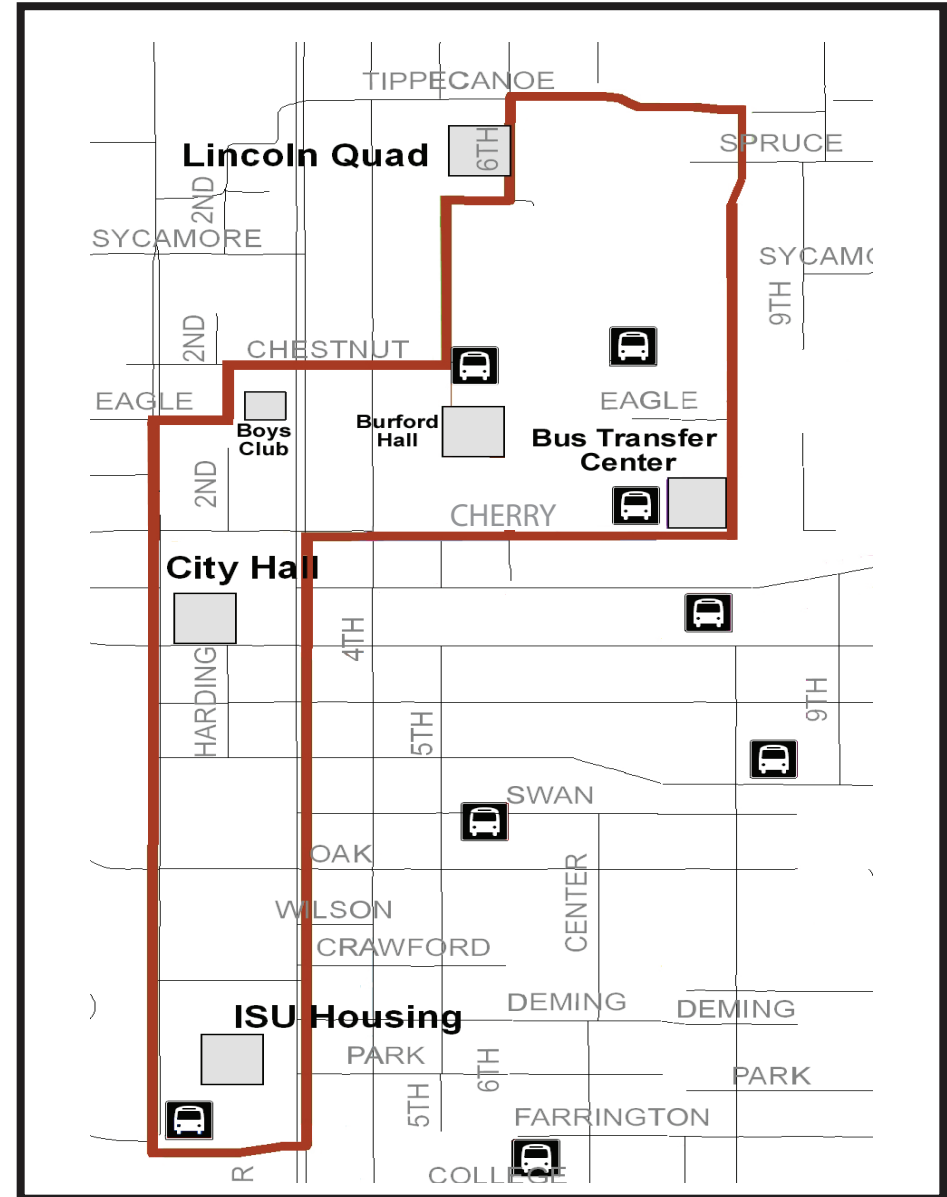 TIPPECANOE
6TH
SPRUCE
Lincoln Quad
2ND
SYCAMORE
SYCAMO
9TH
2ND
CHESTNUT
EAGLE
EAGLE
Boys
Club
Burford
Hall
Bus Transfer
Center
2ND
CHERRY
City Hall
4TH
HARDING
5TH
9TH
SWAN
OAK
CENTER
WILSON
CRAWFORD
DEMING
DEMING
ISU Housing
PARK
6TH
PARK
5TH
FARRINGTON
R
COLLEGE